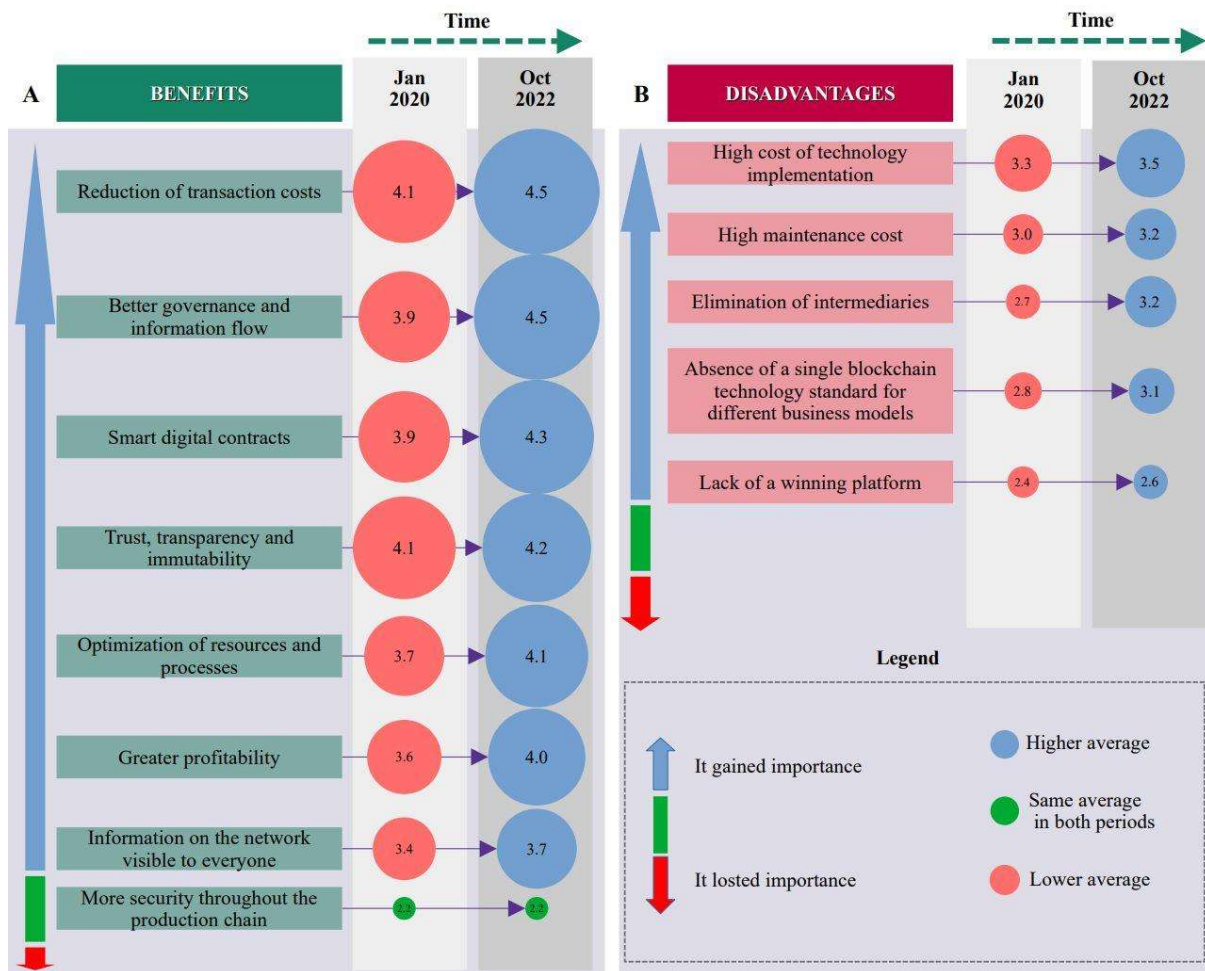 Time
A
BENEFITS
Jan
2020
Oct
2022
Reduction of transaction costs
4.1
4.5
Better governance and
information flow
3.9
4.5
Smart digital contracts
3.9
4.3
Trust, transparency and
immutability
4.1
4.2
Optimization of resources and
processes
3.7
4.1
Greater profitability
3.6
4.0
Information on the network
visible to everyone
3.4
3.7
More security throughout the
production chain
2.2
2.2
Time
B
DISADVANTAGES
Jan
2020
Oct
2022
High cost of technology
implementation
3.3
3.5
High maintenance cost
3.0
3.2
Elimination of intermediaries
2.7
3.2
Absence of a single blockchain
technology standard for
different business models
2.8
3.1
Lack of a winning platform
2.4
2.6
Legend
It gained importance
It losted importance
Higher average
Same average
in both periods
Lower average